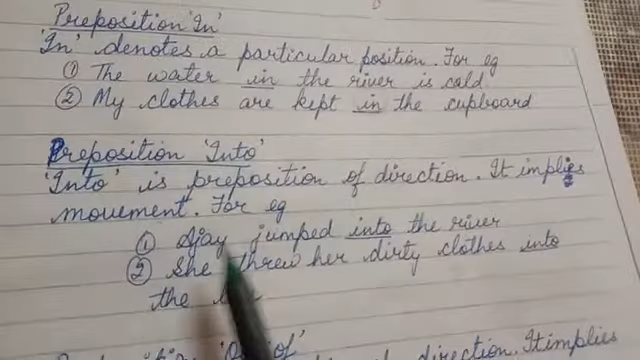 Preposition 'In'
'In' denotes a particular position. For eg
① The water in the river is cold
② My clothes are kept in the cupboard
Preposition 'Into'
'Into' is preposition of direction. It implies
movement. For eg
① Ajay jumped into the river
② She threw her dirty clothes into
the
direction. It implies